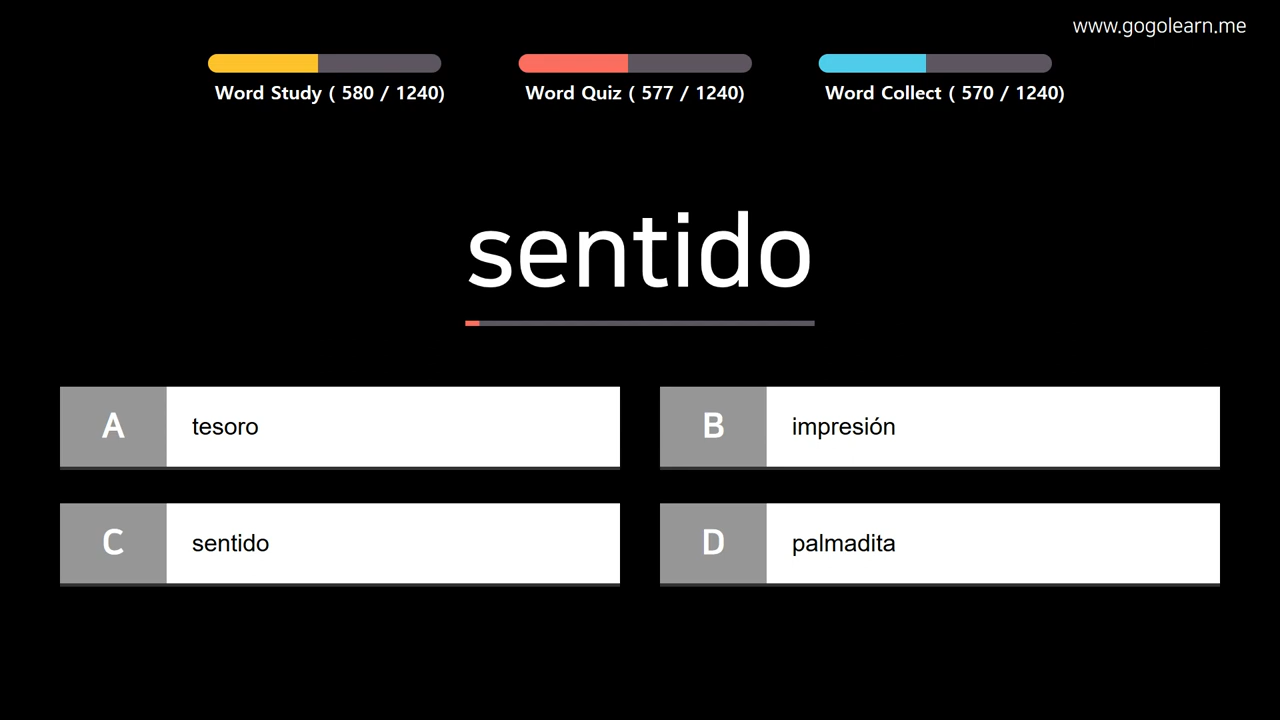 www.gogolearn.me
Word Study ( 580 / 1240)
Word Quiz ( 577 / 1240)
Word Collect ( 570 / 1240)
sentido
A tesoro
B impresión
C sentido
D palmadita